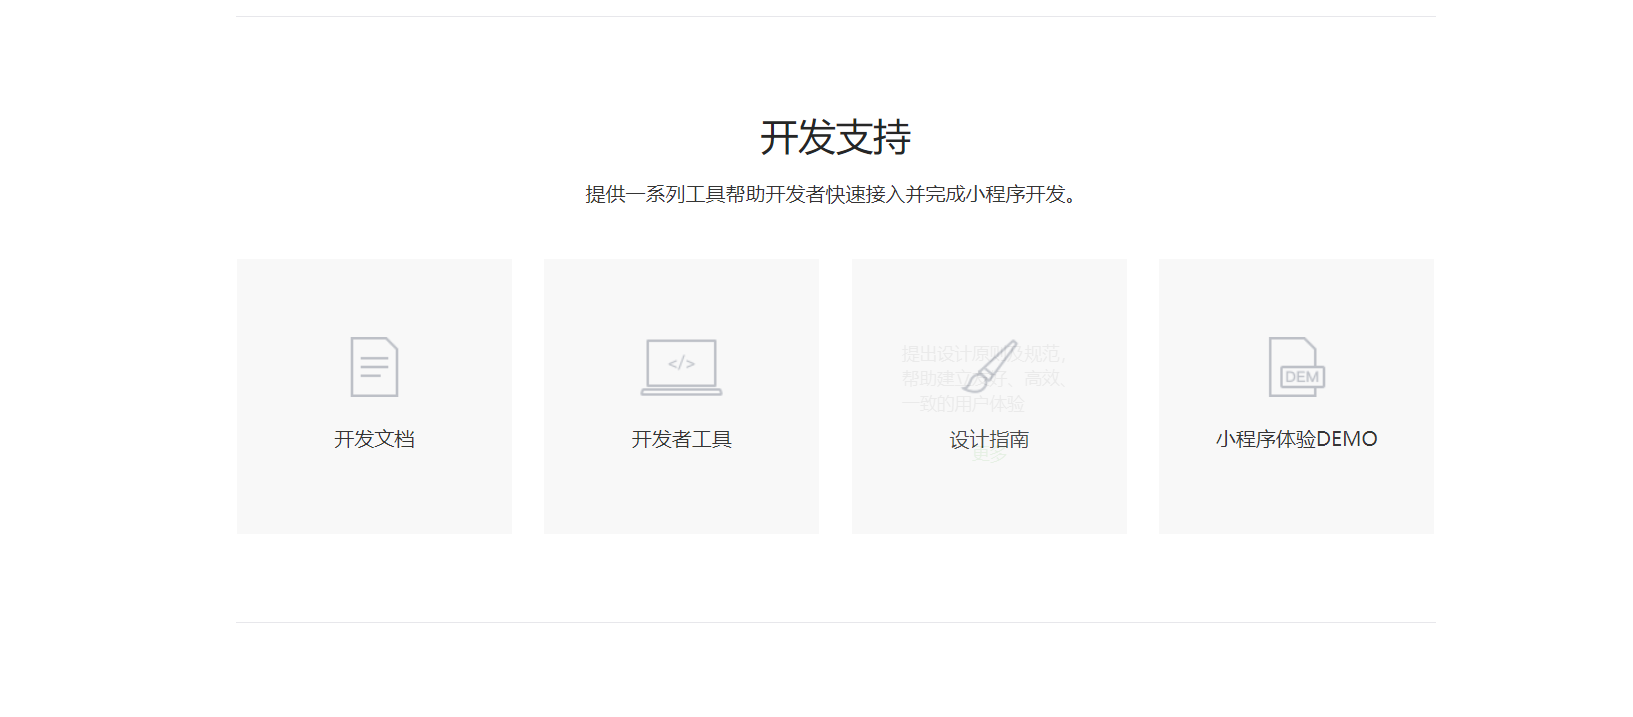 开发支持
提供一系列工具帮助开发者快速接入并完成小程序开发。
</>
DEM
提出设计原则及规范，
帮助建立友好、高效、
一致的用户体验
开发文档
开发者工具
设计指南
小程序体验DEMO
更多